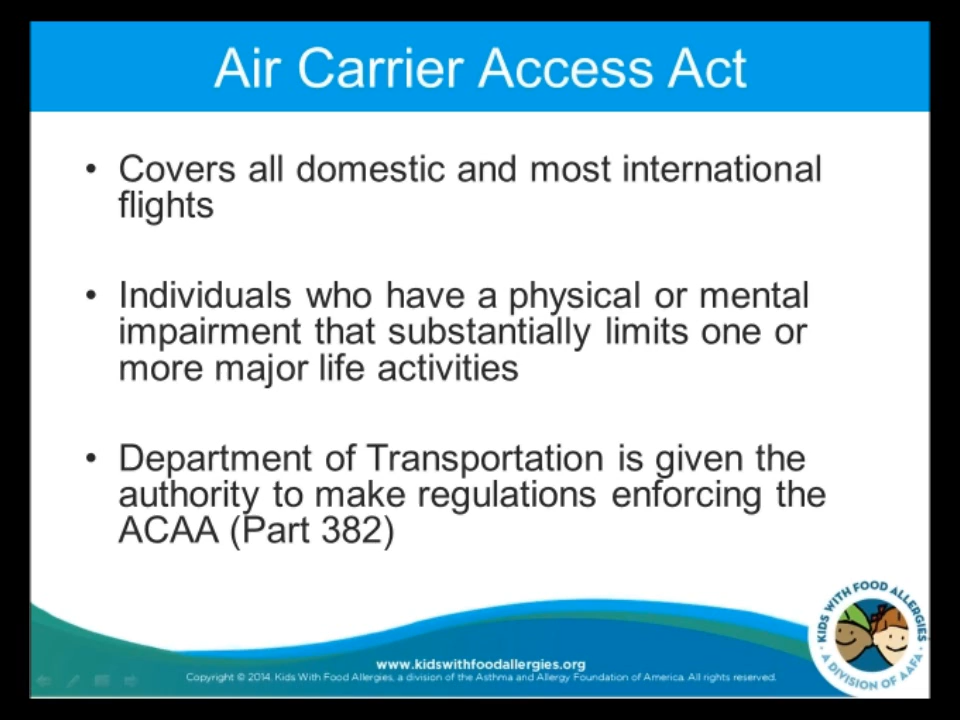 Air Carrier Access Act
• Covers all domestic and most international
flights
• Individuals who have a physical or mental
impairment that substantially limits one or
more major life activities
• Department of Transportation is given the
authority to make regulations enforcing the
ACAA (Part 382)
KIDS WITH FOOD ALLERGIES
A DIVISION OF AAFA
www.kidswithfoodallergies.org
Copyright © 2014, Kids With Food Allergies, a division of the Asthma and Allergy Foundation of America. All rights reserved.